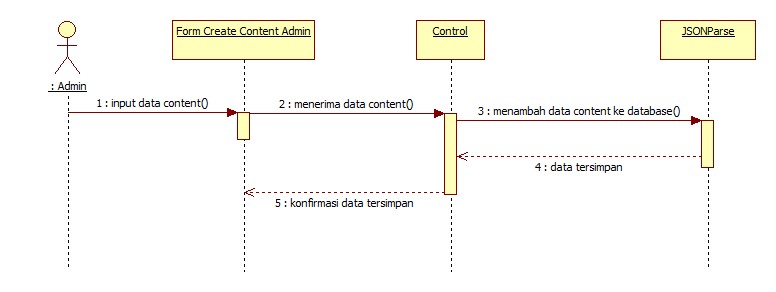 Form Create Content Admin
Control
JSONParse
: Admin
1 : input data content()
2 : menerima data content()
3 : menambah data content ke database()
4 : data tersimpan
5 : konfirmasi data tersimpan